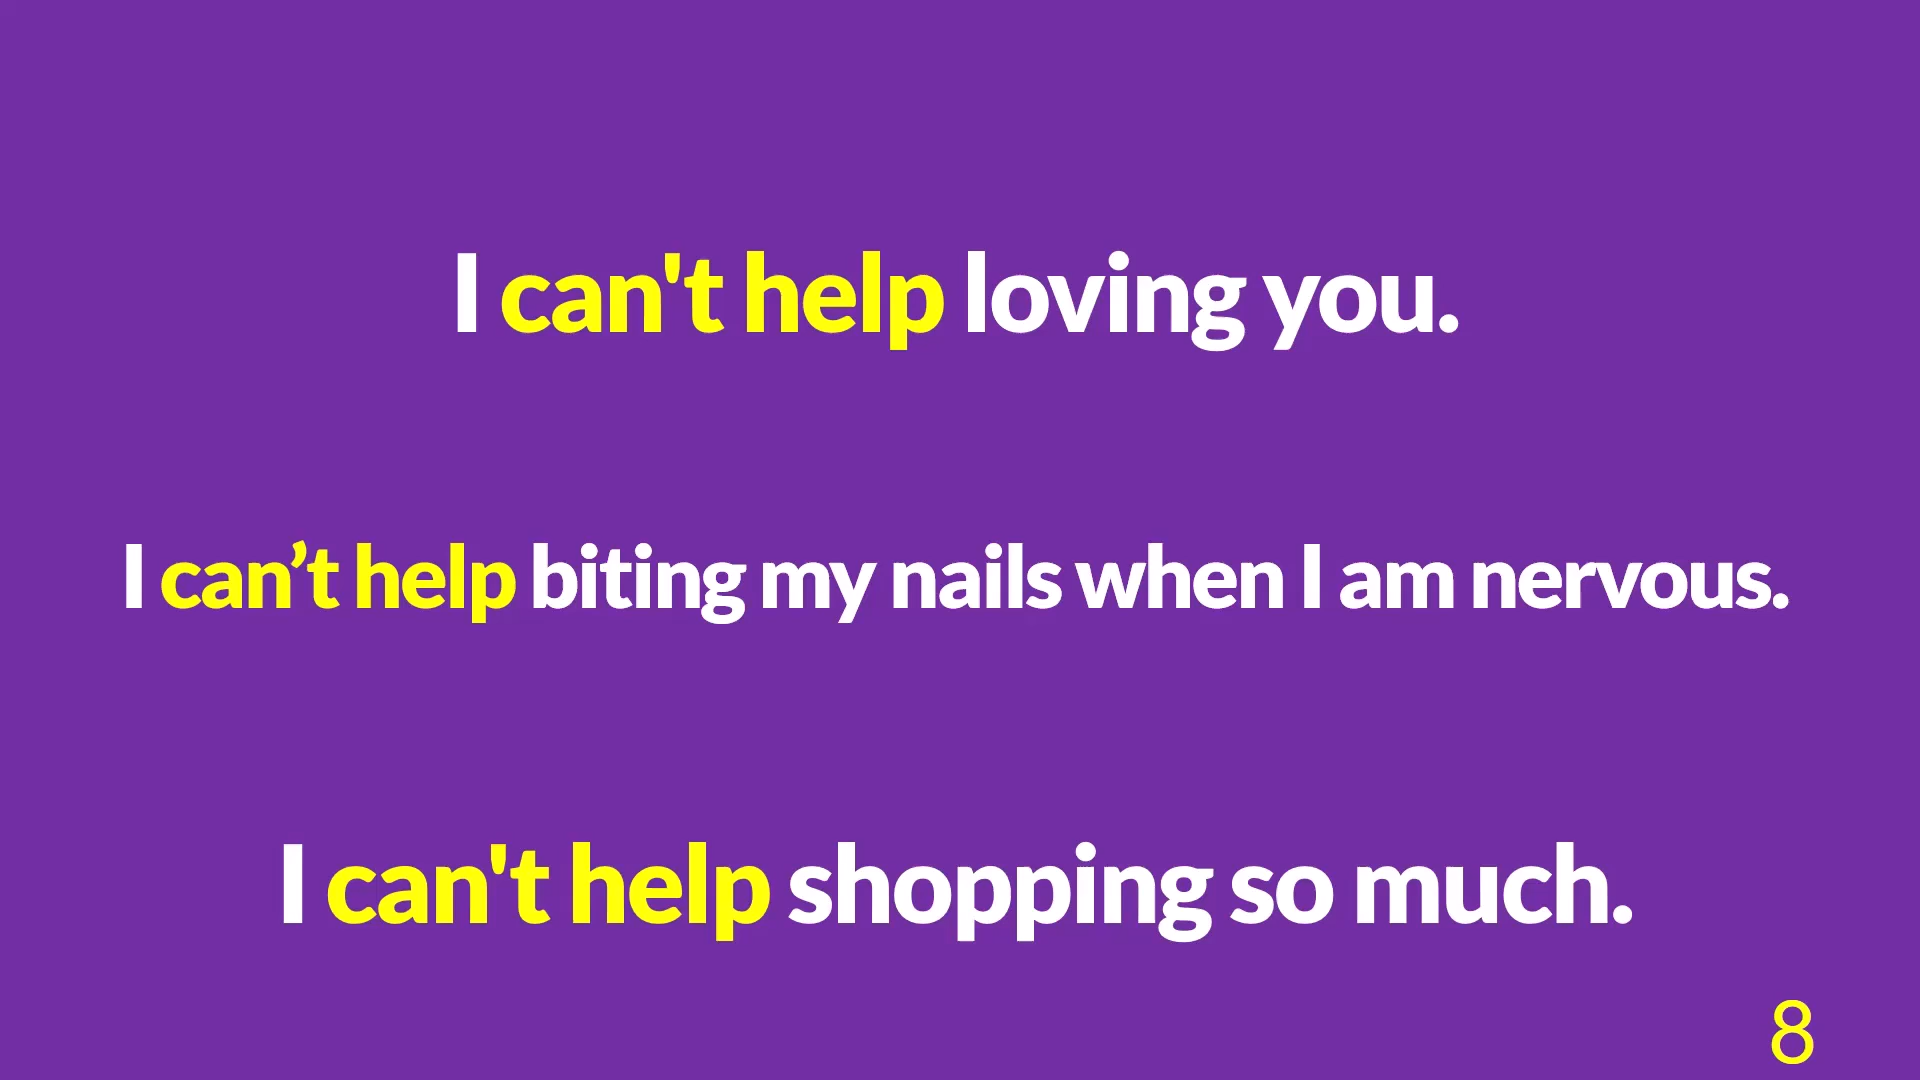 I can't help loving you.
I can’t help biting my nails when I am nervous.
I can't help shopping so much.
8